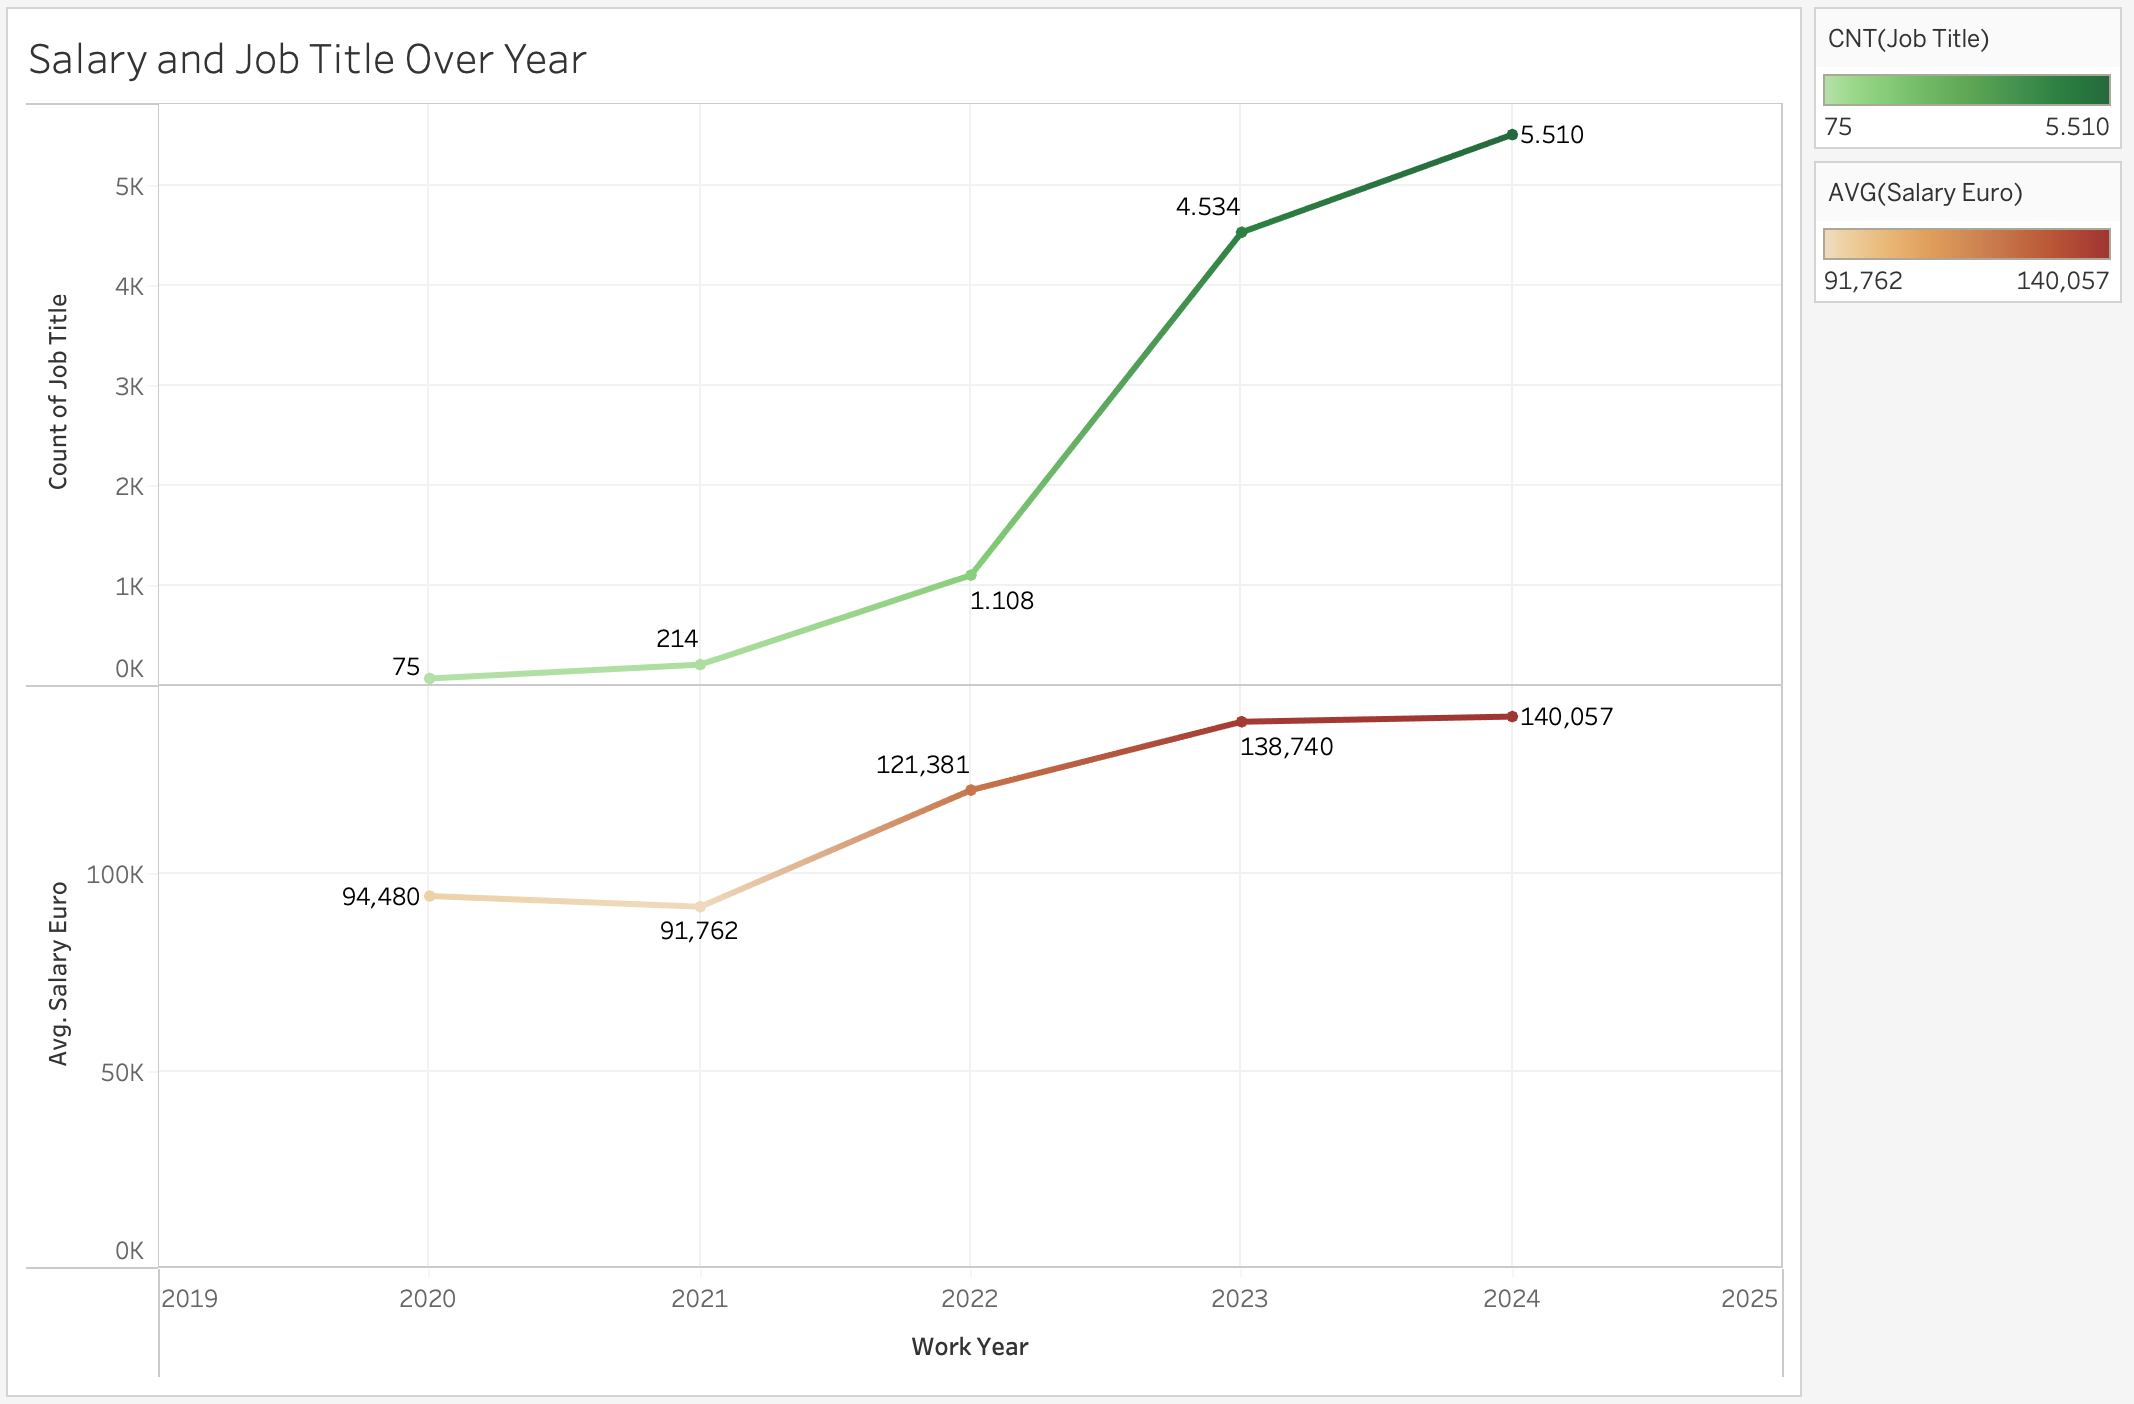 Salary and Job Title Over Year
CNT(Job Title)
75 5.510
AVG(Salary Euro)
91,762 140,057
Count of Job Title
5K
4K
3K
2K
1K
0K
75
214
1.108
4.534
5.510
Avg. Salary Euro
100K
50K
0K
94,480
91,762
121,381
138,740
140,057
2019 2020 2021 2022 2023 2024 2025
Work Year